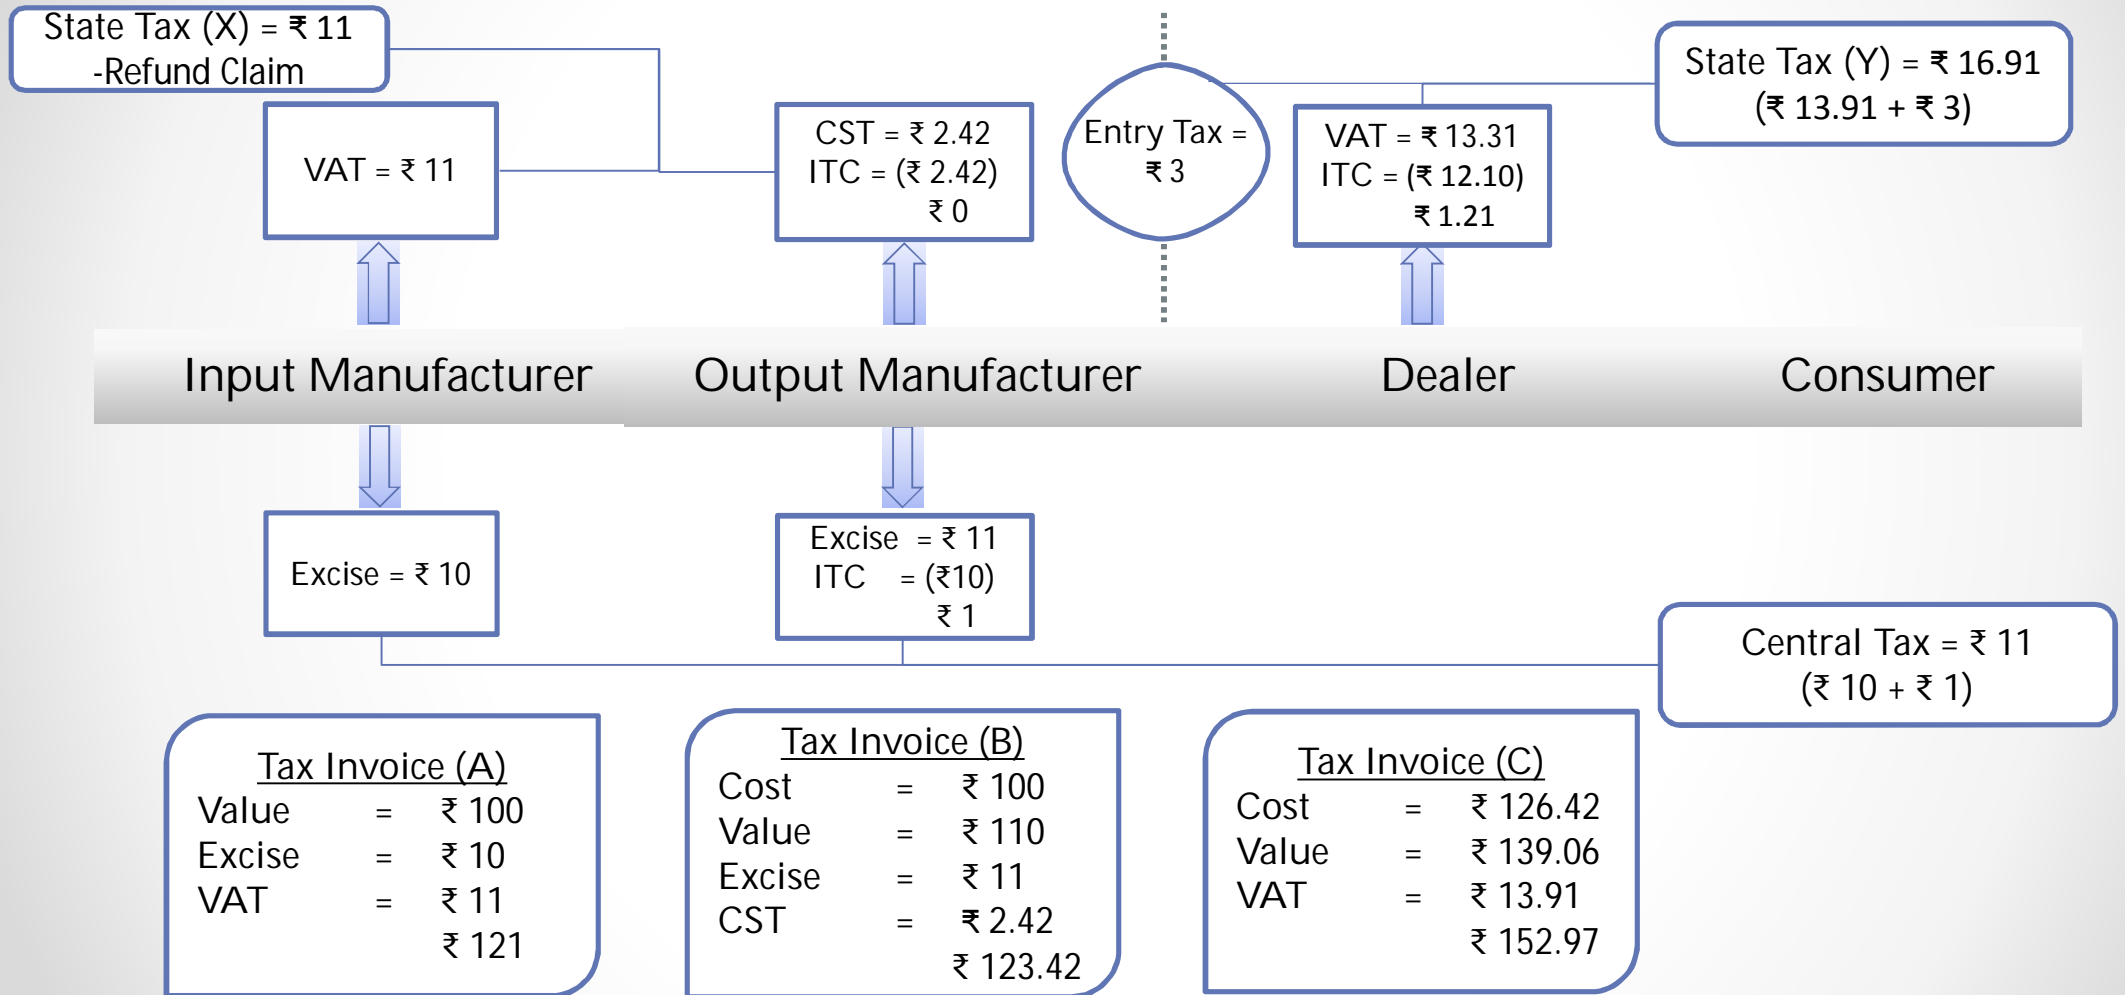 State Tax (X) = ₹ 11
-Refund Claim
VAT = ₹ 11
CST = ₹ 2.42
ITC = (₹ 2.42)
₹ 0
Entry Tax =
₹ 3
VAT = ₹ 13.31
ITC = (₹ 12.10)
₹ 1.21
State Tax (Y) = ₹ 16.91
(₹ 13.91 + ₹ 3)
Input Manufacturer
Output Manufacturer
Dealer
Consumer
Excise = ₹ 10
Excise = ₹ 11
ITC = (₹10)
₹ 1
Central Tax = ₹ 11
(₹ 10 + ₹ 1)
Tax Invoice (A)
Value = ₹ 100
Excise = ₹ 10
VAT = ₹ 11
₹ 121
Tax Invoice (B)
Cost = ₹ 100
Value = ₹ 110
Excise = ₹ 11
CST = ₹ 2.42
₹ 123.42
Tax Invoice (C)
Cost = ₹ 126.42
Value = ₹ 139.06
VAT = ₹ 13.91
₹ 152.97